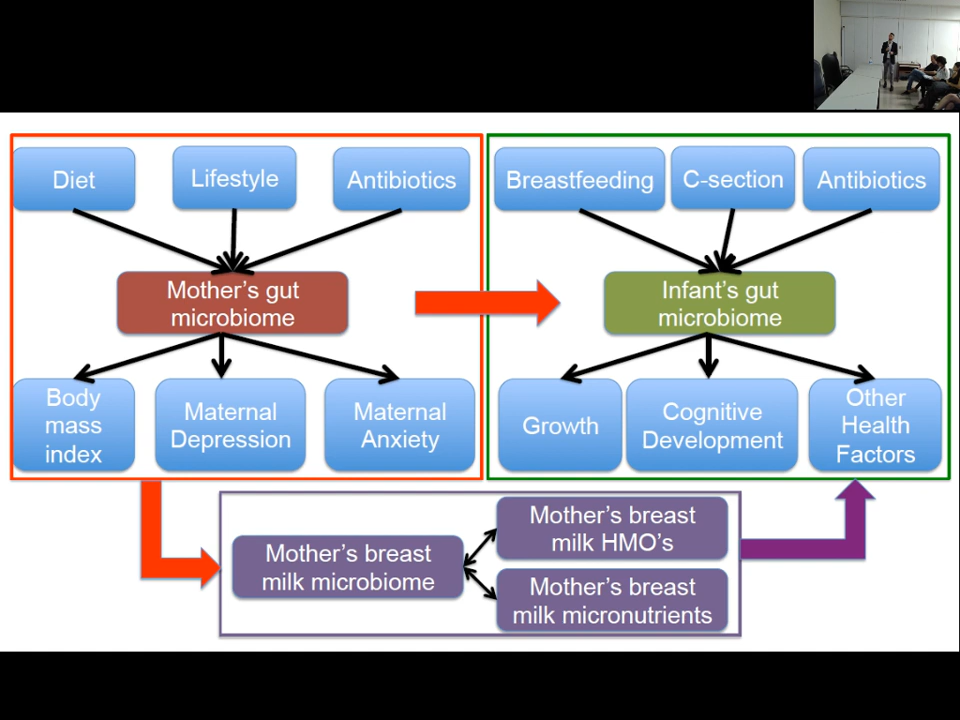 Diet
Lifestyle
Antibiotics
Mother's gut
microbiome
Body
mass
index
Maternal
Depression
Maternal
Anxiety
Breastfeeding
C-section
Antibiotics
Infant's gut
microbiome
Growth
Cognitive
Development
Other
Health
Factors
Mother's breast
milk microbiome
Mother's breast
milk HMO's
Mother's breast
milk micronutrients